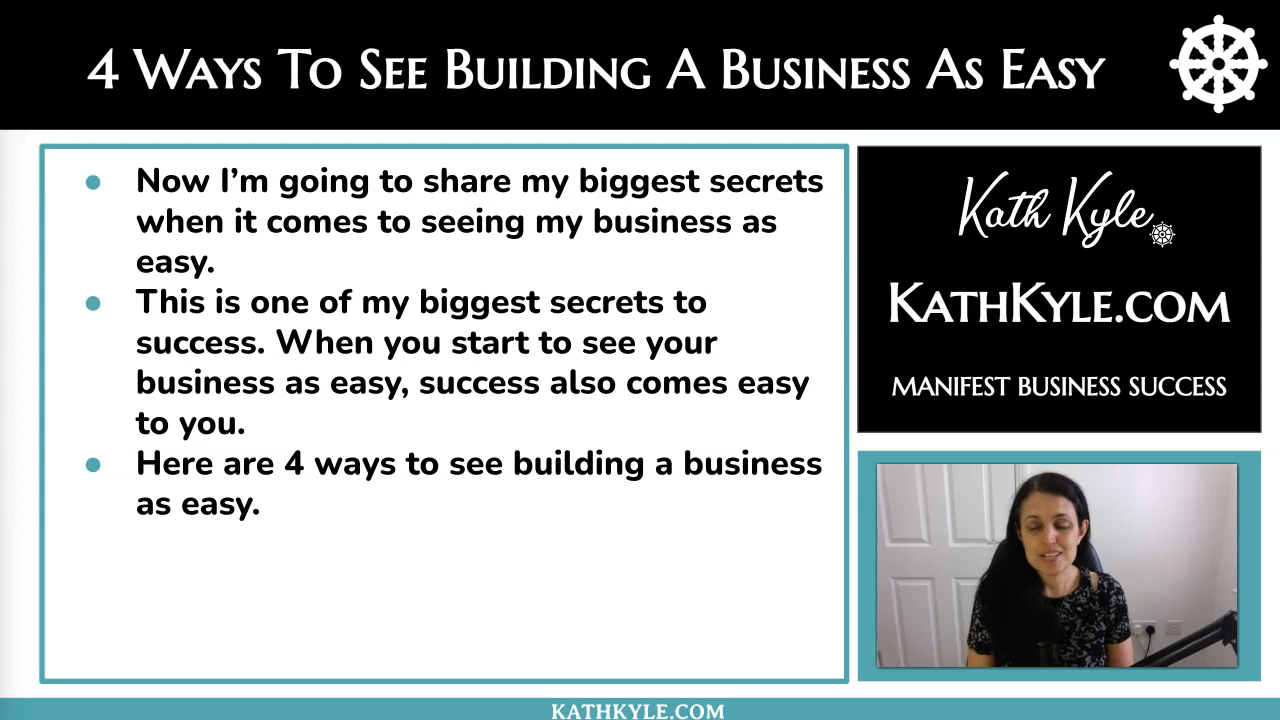 4 Ways To See Building A Business As Easy
Now I’m going to share my biggest secrets
when it comes to seeing my business as
easy.
This is one of my biggest secrets to
success. When you start to see your
business as easy, success also comes easy
to you.
Here are 4 ways to see building a business
as easy.
Kath Kyle
KathKyle.com
MANIFEST BUSINESS SUCCESS
KATHKYLE.COM